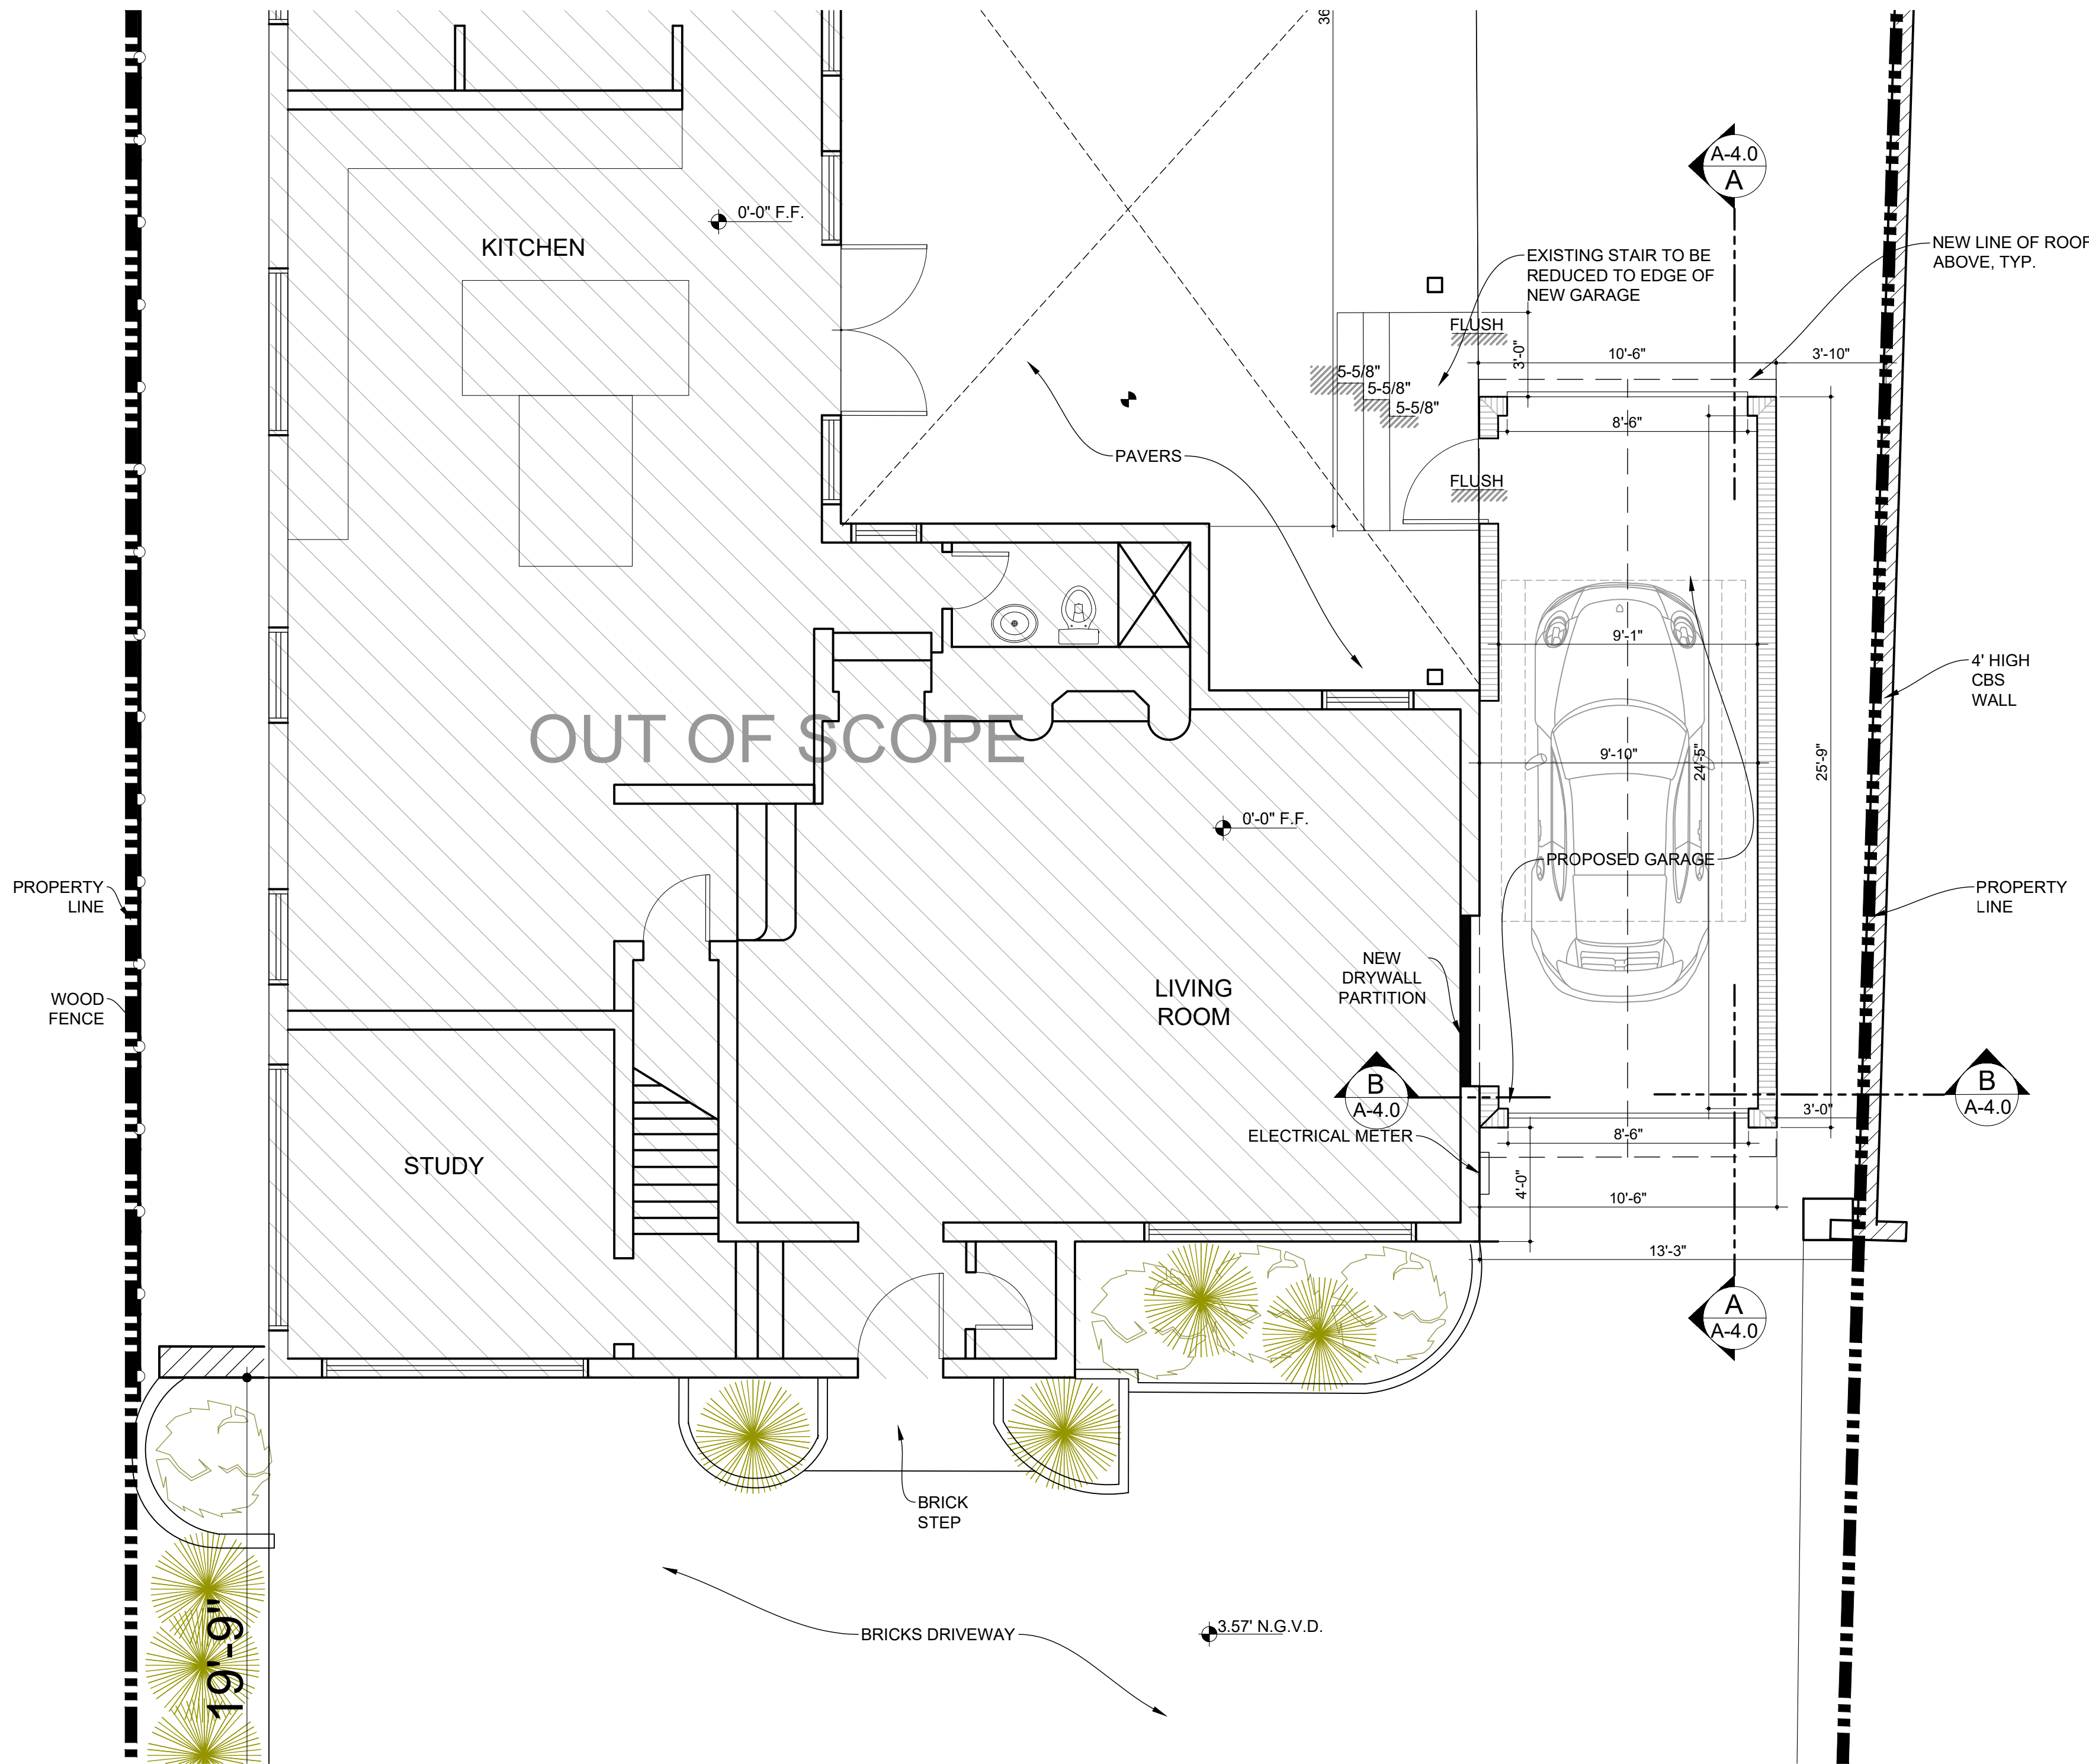 36
A-4.0
A
0'-0" F.F.
KITCHEN
NEW LINE OF ROOF
ABOVE, TYP.
EXISTING STAIR TO BE
REDUCED TO EDGE OF
NEW GARAGE
FLUSH
3'-0"
10'-6"
3'-10"
5-5/8"
5-5/8"
5-5/8"
8'-6"
PAVERS
FLUSH
9'-1"
4' HIGH
CBS
WALL
OUT OF SCOPE
9'-10"
24'-5"
25'-9"
0'-0" F.F.
PROPOSED GARAGE
PROPERTY
LINE
PROPERTY
LINE
NEW
DRYWALL
PARTITION
LIVING
ROOM
WOOD
FENCE
B
A-4.0
B
A-4.0
3'-0"
ELECTRICAL METER
8'-6"
STUDY
4'-0"
10'-6"
13'-3"
A
A-4.0
BRICK
STEP
19'-9"
BRICKS DRIVEWAY
3.57' N.G.V.D.